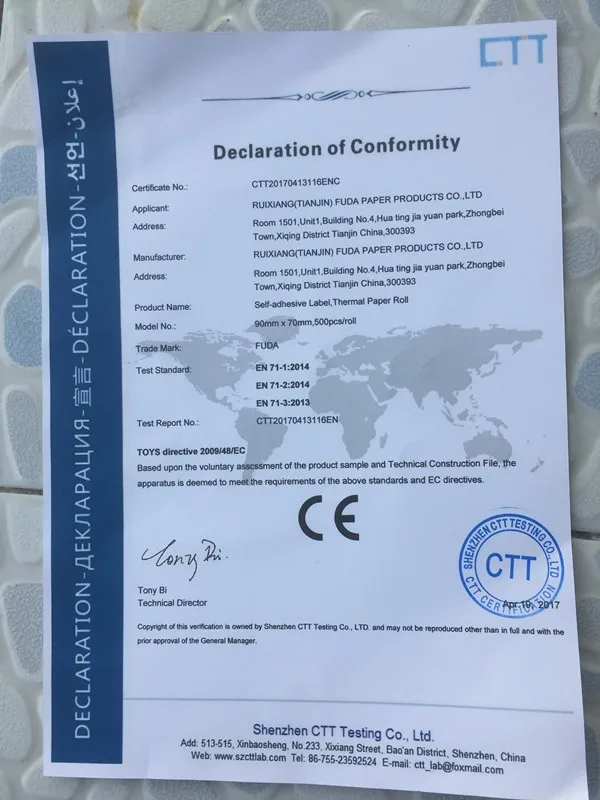 CTT
Declaration of Conformity
Certificate No.: CTT20170413116ENC
Applicant: RUIXIANG(TIANJIN) FUDA PAPER PRODUCTS CO.,LTD
Address: Room 1501,Unit1,Building No.4,Hua ting jia yuan park,Zhongbei
Town,Xiqing District Tianjin China,300393
Manufacturer: RUIXIANG(TIANJIN) FUDA PAPER PRODUCTS CO.,LTD
Address: Room 1501,Unit1,Building No.4,Hua ting jia yuan park,Zhongbei
Town,Xiqing District Tianjin China,300393
Product Name: Self-adhesive Label,Thermal Paper Roll
Model No.: 90mm x 70mm,500pcs/roll
Trade Mark: FUDA
Test Standard: EN 71-1:2014
EN 71-2:2014
EN 71-3:2013
Test Report No.: CTT20170413116EN
TOYS directive 2009/48/EC
Based upon the voluntary assessment of the product sample and Technical Construction File, the
apparatus is deemed to meet the requirements of the above standards and EC directives.
CE
Tony Bi.
Tony Bi
Technical Director
SHENZHEN CTT TESTING CO.,LTD
CTT
CTT CERTIFICATION
Apr.19, 2017
Copyright of this verification is owned by Shenzhen CTT Testing Co., LTD. and may not be reproduced other than in full and with the
prior approval of the General Manager.
Shenzhen CTT Testing Co., Ltd.
Add: 513-515, Xinbaosheng, No.233, Xixiang Street, Bao'an District, Shenzhen, China
Web: www.szcttlab.com Tel: 86-755-23592524 E-mail: ctt_lab@foxmail.com
DECLARATION-ДЕКЛАРАЦИЯ-宣言-DÉCLARATION-선언-إعلان